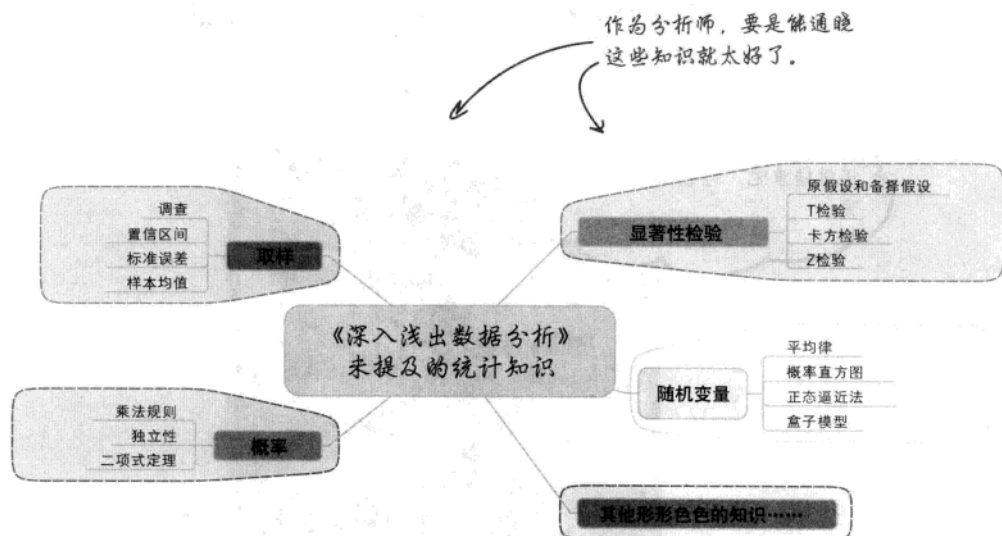 作为分析师，要是能通晓
这些知识就太好了。
调查
置信区间
标准误差
样本均值
取样
显著性检验
原假设和备择假设
T检验
卡方检验
Z检验
《深入浅出数据分析》
未提及的统计知识
乘法规则
独立性
二项式定理
概率
随机变量
平均律
概率直方图
正态逼近法
盒子模型
其他形形色色的知识……